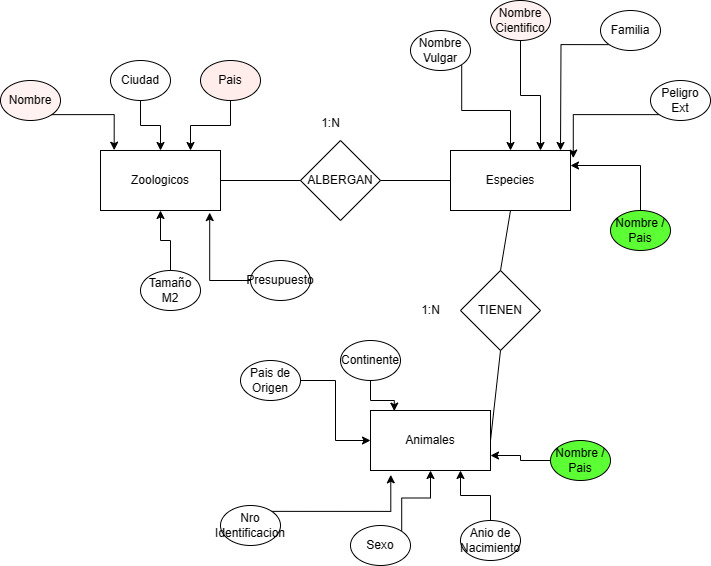 Nombre
Cientifico
Nombre
Vulgar
Familia
Ciudad
Pais
Nombre
Peligro
Ext
1:N
Zoologicos
ALBERGAN
Especies
Nombre /
Pais
Tamaño
M2
Presupuesto
1:N
TIENEN
Continente
Pais de
Origen
Animales
Nombre /
Pais
Nro
Identificacion
Sexo
Anio de
Nacimiento